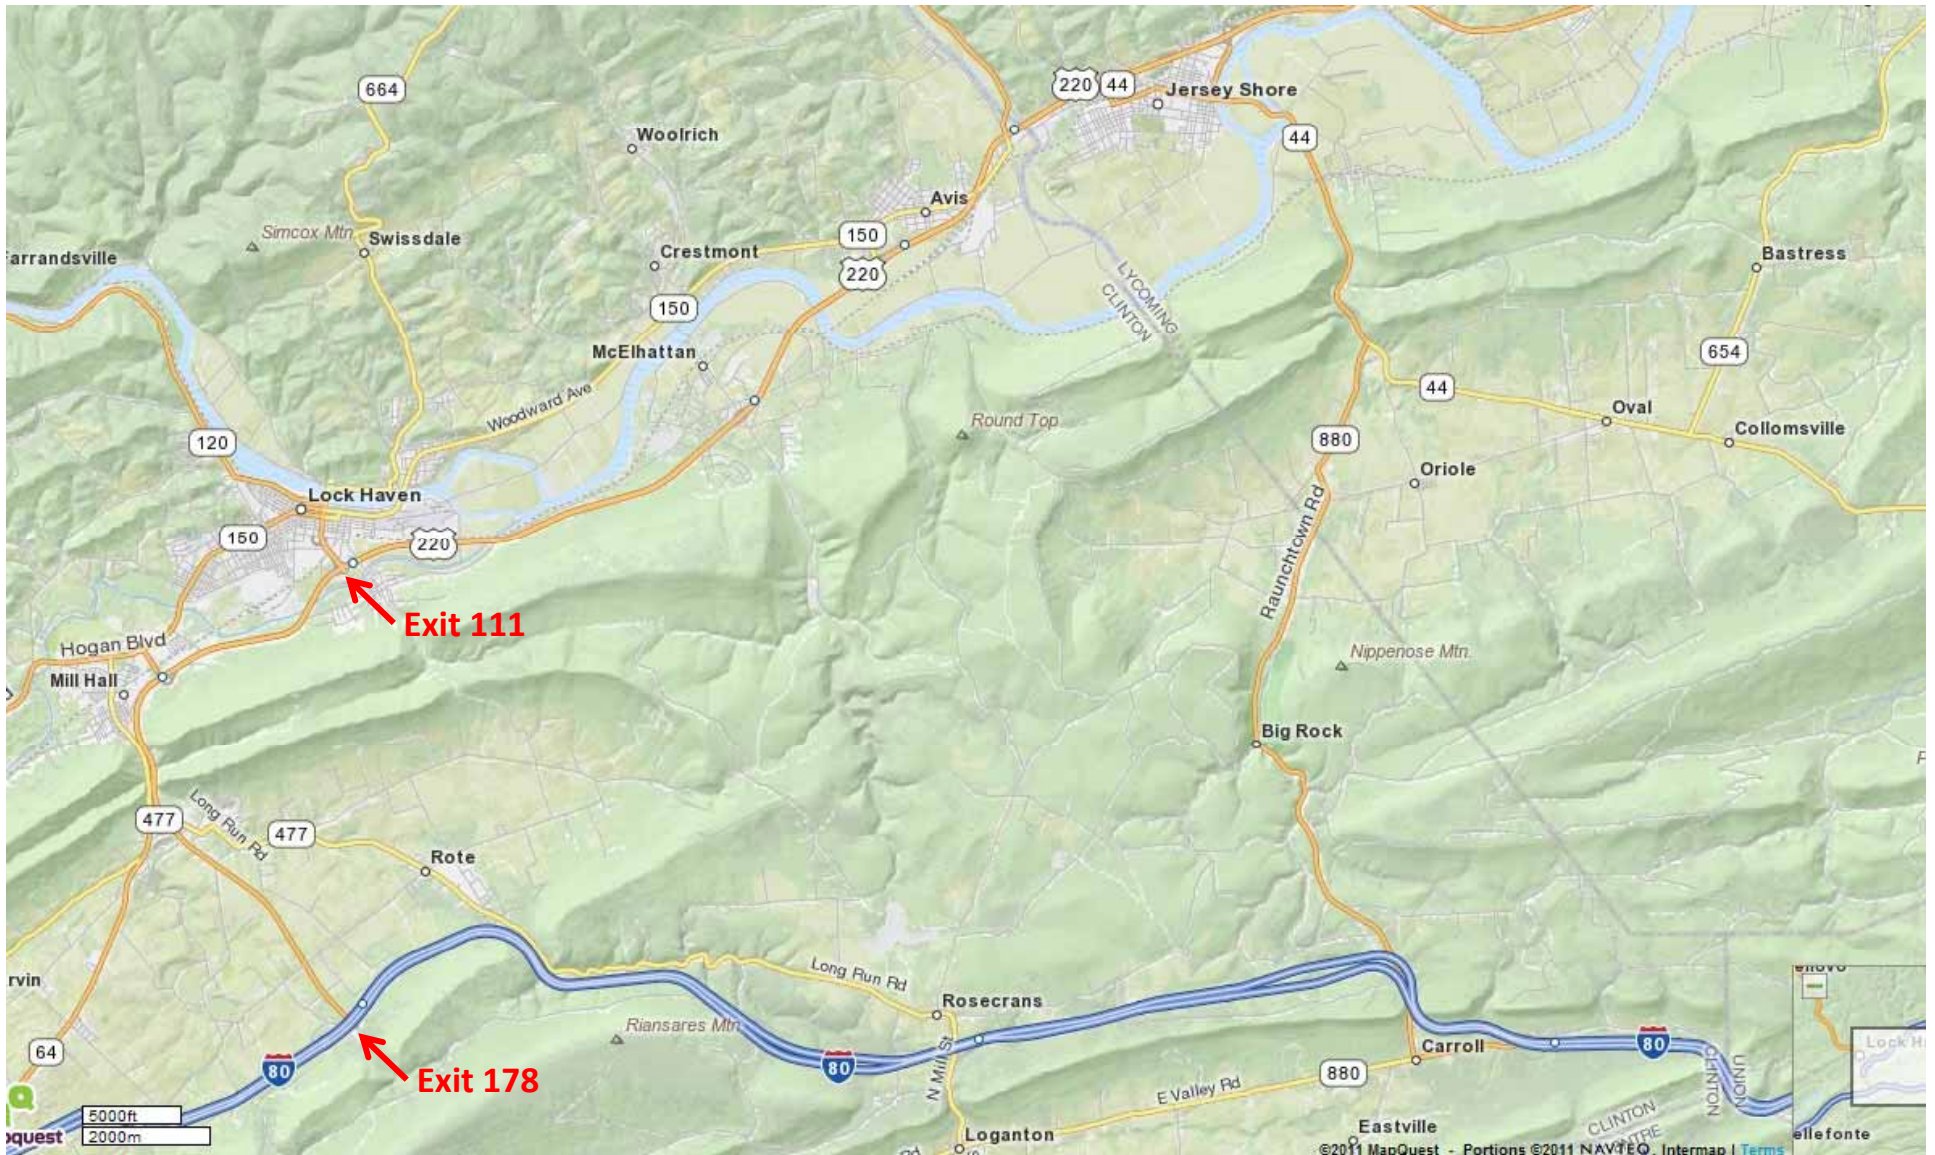 664
220
44
Jersey Shore
44
Woolrich
Avis
150
220
Simcox Mtn
Swissdale
Crestmont
Bastress
arrandsville
LYCOMING
CLINTON
150
McElhattan
654
Woodward Ave
44
Oval
Round Top
Collomsville
120
880
Oriole
Lock Haven
150
220
Raunchtown Rd
Exit 111
Hogan Blvd
Mill Hall
Nippenose Mtn.
Big Rock
477
Long Run Rd
477
Rote
rvin
Long Run Rd
Rosecrans
Riansares Mtn
64
80
Exit 178
80
N Mill St
Carroll
80
880
E Valley Rd
CLINTON
UNION
Lock H
5000ft
2000m
pquest
Loganton
Eastville
CLINTON
NTRE
ellefonte
©2011 MapQuest - Portions ©2011 NAVTEQ, Intermap | Terms